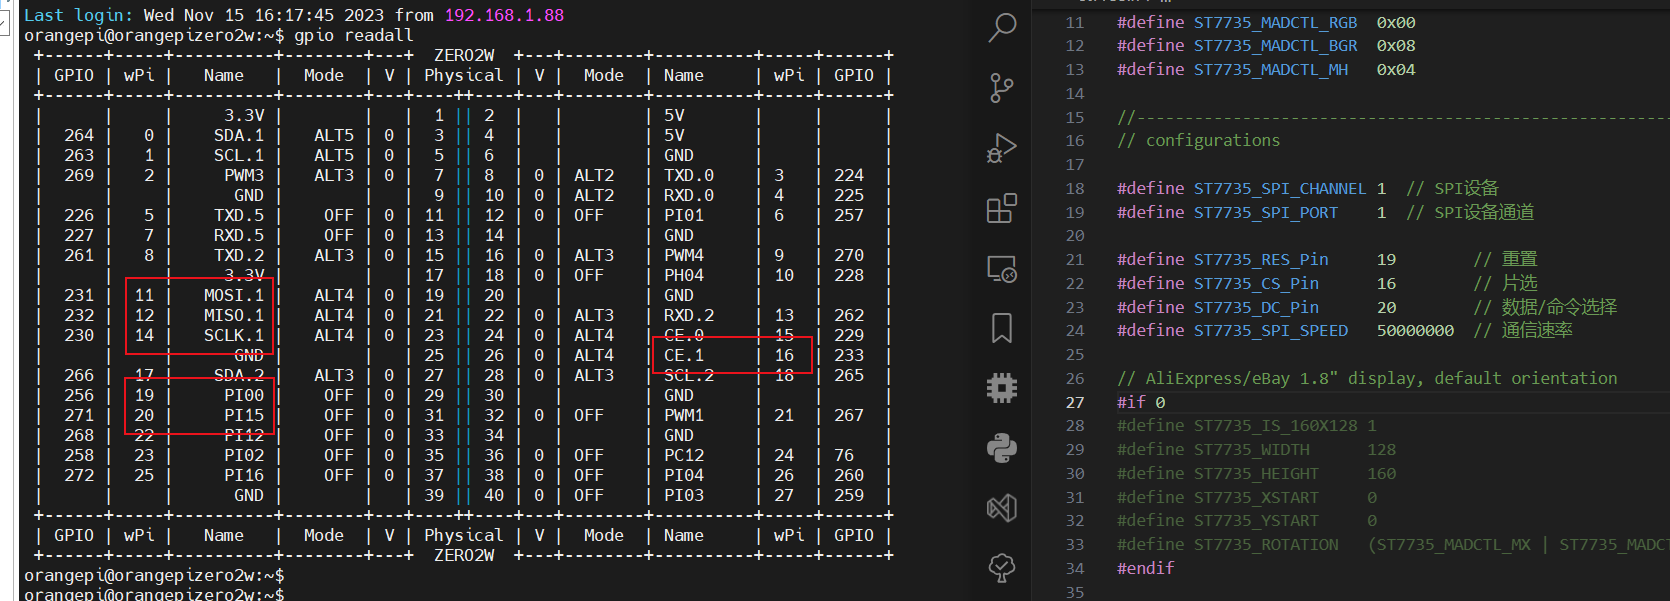 Last login: Wed Nov 15 16:17:45 2023 from 192.168.1.88
orangepi@orangepizero2w:~$ gpio readall
+------+-----+----------+--------+---+  ZERO2W  +---+--------+----------+-----+------+
| GPIO | wPi |   Name   |  Mode  | V | Physical | V |  Mode  | Name     | wPi | GPIO |
+------+-----+----------+--------+---+----++----+---+--------+----------+-----+------+
|      |     |     3.3V |        |   |  1 || 2  |   |        | 5V       |     |      |
|  264 |   0 |    SDA.1 |   ALT5 | 0 |  3 || 4  |   |        | 5V       |     |      |
|  263 |   1 |    SCL.1 |   ALT5 | 0 |  5 || 6  |   |        | GND      |     |      |
|  269 |   2 |     PWM3 |   ALT3 | 0 |  7 || 8  | 0 | ALT2   | TXD.0    | 3   | 224  |
|      |     |      GND |        |   |  9 || 10 | 0 | ALT2   | RXD.0    | 4   | 225  |
|  226 |   5 |    TXD.5 |    OFF | 0 | 11 || 12 | 0 | OFF    | PI01     | 6   | 257  |
|  227 |   7 |    RXD.5 |    OFF | 0 | 13 || 14 |   |        | GND      |     |      |
|  261 |   8 |    TXD.2 |   ALT3 | 0 | 15 || 16 | 0 | ALT3   | PWM4     | 9   | 270  |
|      |     |     3.3V |        |   | 17 || 18 | 0 | OFF    | PH04     | 10  | 228  |
|  231 |  11 |   MOSI.1 |   ALT4 | 0 | 19 || 20 |   |        | GND      |     |      |
|  232 |  12 |   MISO.1 |   ALT4 | 0 | 21 || 22 | 0 | ALT3   | RXD.2    | 13  | 262  |
|  230 |  14 |   SCLK.1 |   ALT4 | 0 | 23 || 24 | 0 | ALT4   | CE.0     | 15  | 229  |
|      |     |      GND |        |   | 25 || 26 | 0 | ALT4   | CE.1     | 16  | 233  |
|  266 |  17 |    SDA.2 |   ALT3 | 0 | 27 || 28 | 0 | ALT3   | SCL.2    | 18  | 265  |
|  256 |  19 |     PI00 |    OFF | 0 | 29 || 30 |   |        | GND      |     |      |
|  271 |  20 |     PI15 |    OFF | 0 | 31 || 32 | 0 | OFF    | PWM1     | 21  | 267  |
|  268 |  22 |     PI12 |    OFF | 0 | 33 || 34 |   |        | GND      |     |      |
|  258 |  23 |     PI02 |    OFF | 0 | 35 || 36 | 0 | OFF    | PC12     | 24  | 76   |
|  272 |  25 |     PI16 |    OFF | 0 | 37 || 38 | 0 | OFF    | PI04     | 26  | 260  |
|      |     |      GND |        |   | 39 || 40 | 0 | OFF    | PI03     | 27  | 259  |
+------+-----+----------+--------+---+----++----+---+--------+----------+-----+------+
| GPIO | wPi |   Name   |  Mode  | V | Physical | V |  Mode  | Name     | wPi | GPIO |
+------+-----+----------+--------+---+  ZERO2W  +---+--------+----------+-----+------+
orangepi@orangepizero2w:~$
orangepi@orangepizero2w:~$
11 #define ST7735_MADCTL_RGB  0x00
12 #define ST7735_MADCTL_BGR  0x08
13 #define ST7735_MADCTL_MH   0x04
14
15 //--------------------------------------------------------
16 // configurations
17
18 #define ST7735_SPI_CHANNEL 1  // SPI设备
19 #define ST7735_SPI_PORT    1  // SPI设备通道
20
21 #define ST7735_RES_Pin     19        // 重置
22 #define ST7735_CS_Pin      16        // 片选
23 #define ST7735_DC_Pin      20        // 数据/命令选择
24 #define ST7735_SPI_SPEED   50000000  // 通信速率
25
26 // AliExpress/eBay 1.8" display, default orientation
27 #if 0
28 #define ST7735_IS_160X128 1
29 #define ST7735_WIDTH      128
30 #define ST7735_HEIGHT     160
31 #define ST7735_XSTART     0
32 #define ST7735_YSTART     0
33 #define ST7735_ROTATION   (ST7735_MADCTL_MX | ST7735_MADCT
34 #endif
35